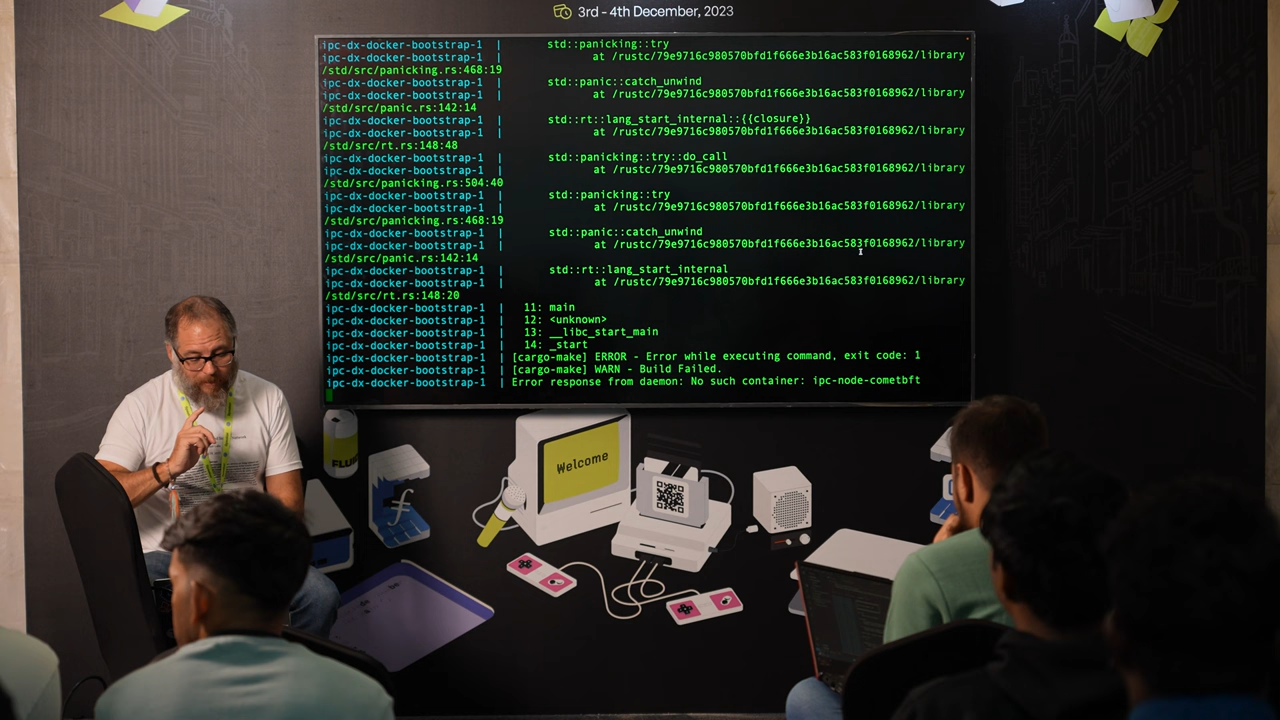 3rd - 4th December, 2023
ipc-dx-docker-bootstrap-1 | std::panicking::try
ipc-dx-docker-bootstrap-1 | at /rustc/79e9716c980570bfd1f666e3b16ac583f0168962/library
/std/src/panicking.rs:468:19
ipc-dx-docker-bootstrap-1 | std::panic::catch_unwind
ipc-dx-docker-bootstrap-1 | at /rustc/79e9716c980570bfd1f666e3b16ac583f0168962/library
/std/src/panic.rs:142:14
ipc-dx-docker-bootstrap-1 | std::rt::lang_start_internal::{{closure}}
ipc-dx-docker-bootstrap-1 | at /rustc/79e9716c980570bfd1f666e3b16ac583f0168962/library
/std/src/rt.rs:148:48
ipc-dx-docker-bootstrap-1 | std::panicking::try::do_call
ipc-dx-docker-bootstrap-1 | at /rustc/79e9716c980570bfd1f666e3b16ac583f0168962/library
/std/src/panicking.rs:504:40
ipc-dx-docker-bootstrap-1 | std::panicking::try
ipc-dx-docker-bootstrap-1 | at /rustc/79e9716c980570bfd1f666e3b16ac583f0168962/library
/std/src/panicking.rs:468:19
ipc-dx-docker-bootstrap-1 | std::panic::catch_unwind
ipc-dx-docker-bootstrap-1 | at /rustc/79e9716c980570bfd1f666e3b16ac583f0168962/library
/std/src/panic.rs:142:14
ipc-dx-docker-bootstrap-1 | std::rt::lang_start_internal
ipc-dx-docker-bootstrap-1 | at /rustc/79e9716c980570bfd1f666e3b16ac583f0168962/library
/std/src/rt.rs:148:20
ipc-dx-docker-bootstrap-1 | 11: main
ipc-dx-docker-bootstrap-1 | 12: <unknown>
ipc-dx-docker-bootstrap-1 | 13: __libc_start_main
ipc-dx-docker-bootstrap-1 | 14: _start
ipc-dx-docker-bootstrap-1 | [cargo-make] ERROR - Error while executing command, exit code: 1
ipc-dx-docker-bootstrap-1 | [cargo-make] WARN - Build Failed.
ipc-dx-docker-bootstrap-1 | Error response from daemon: No such container: ipc-node-cometbft
FLU
Welcome